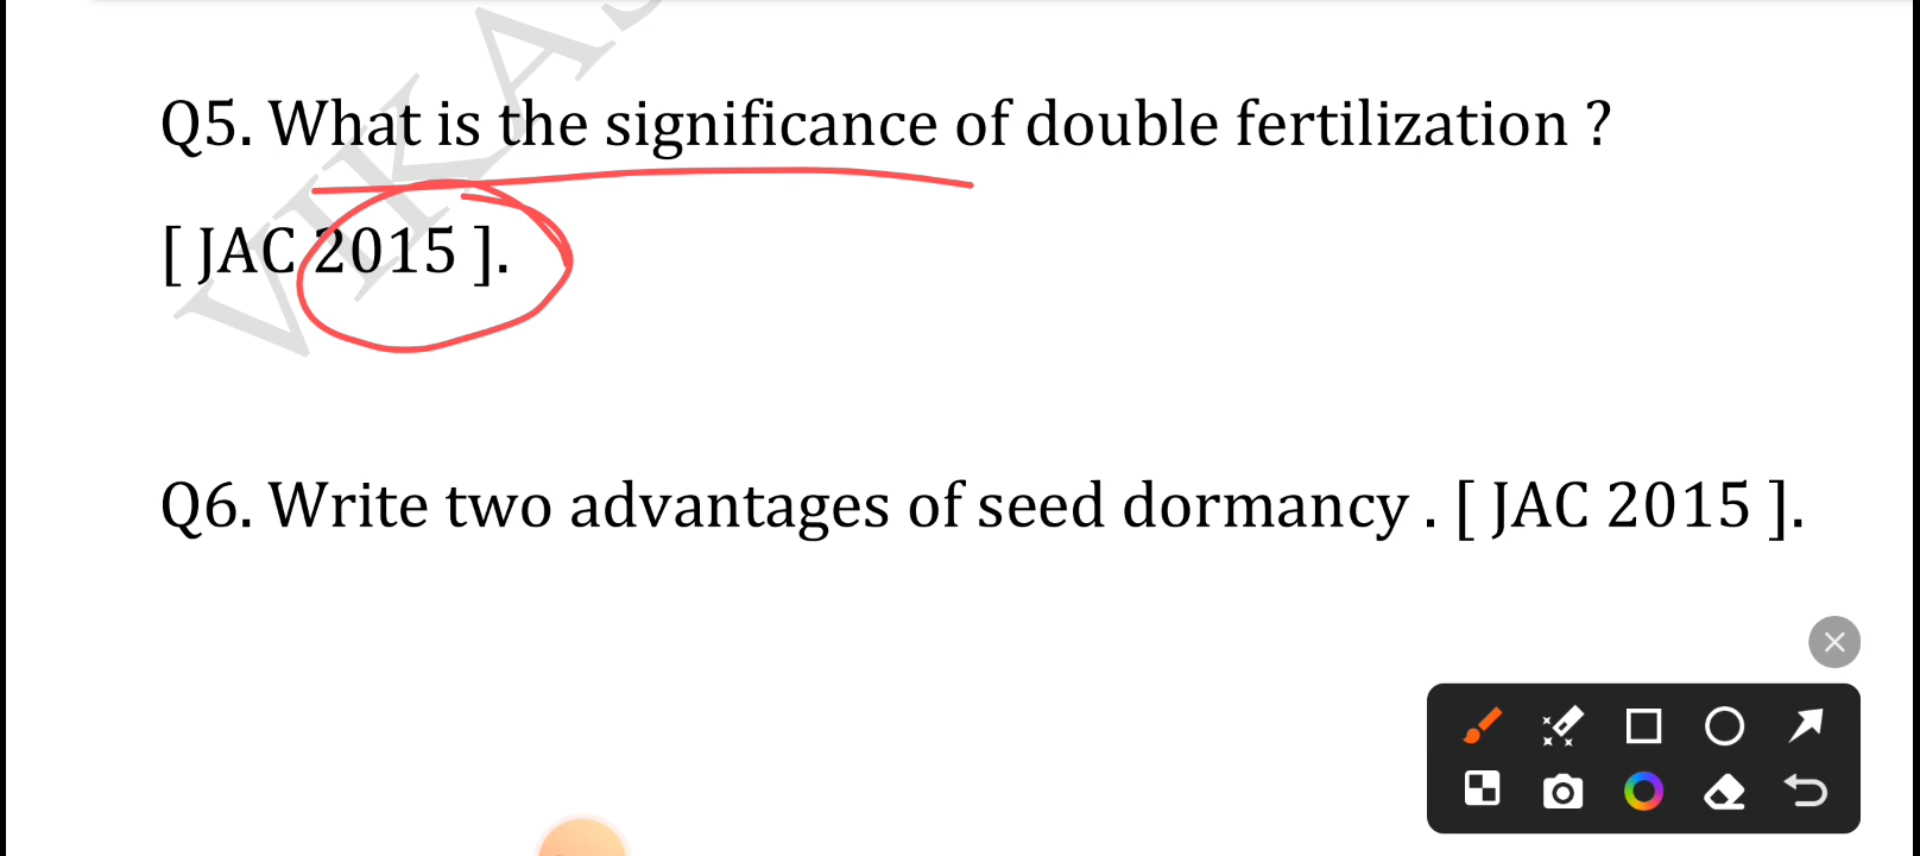 VIKAS
Q5. What is the significance of double fertilization ?
[ JAC 2015 ].
Q6. Write two advantages of seed dormancy . [ JAC 2015 ].